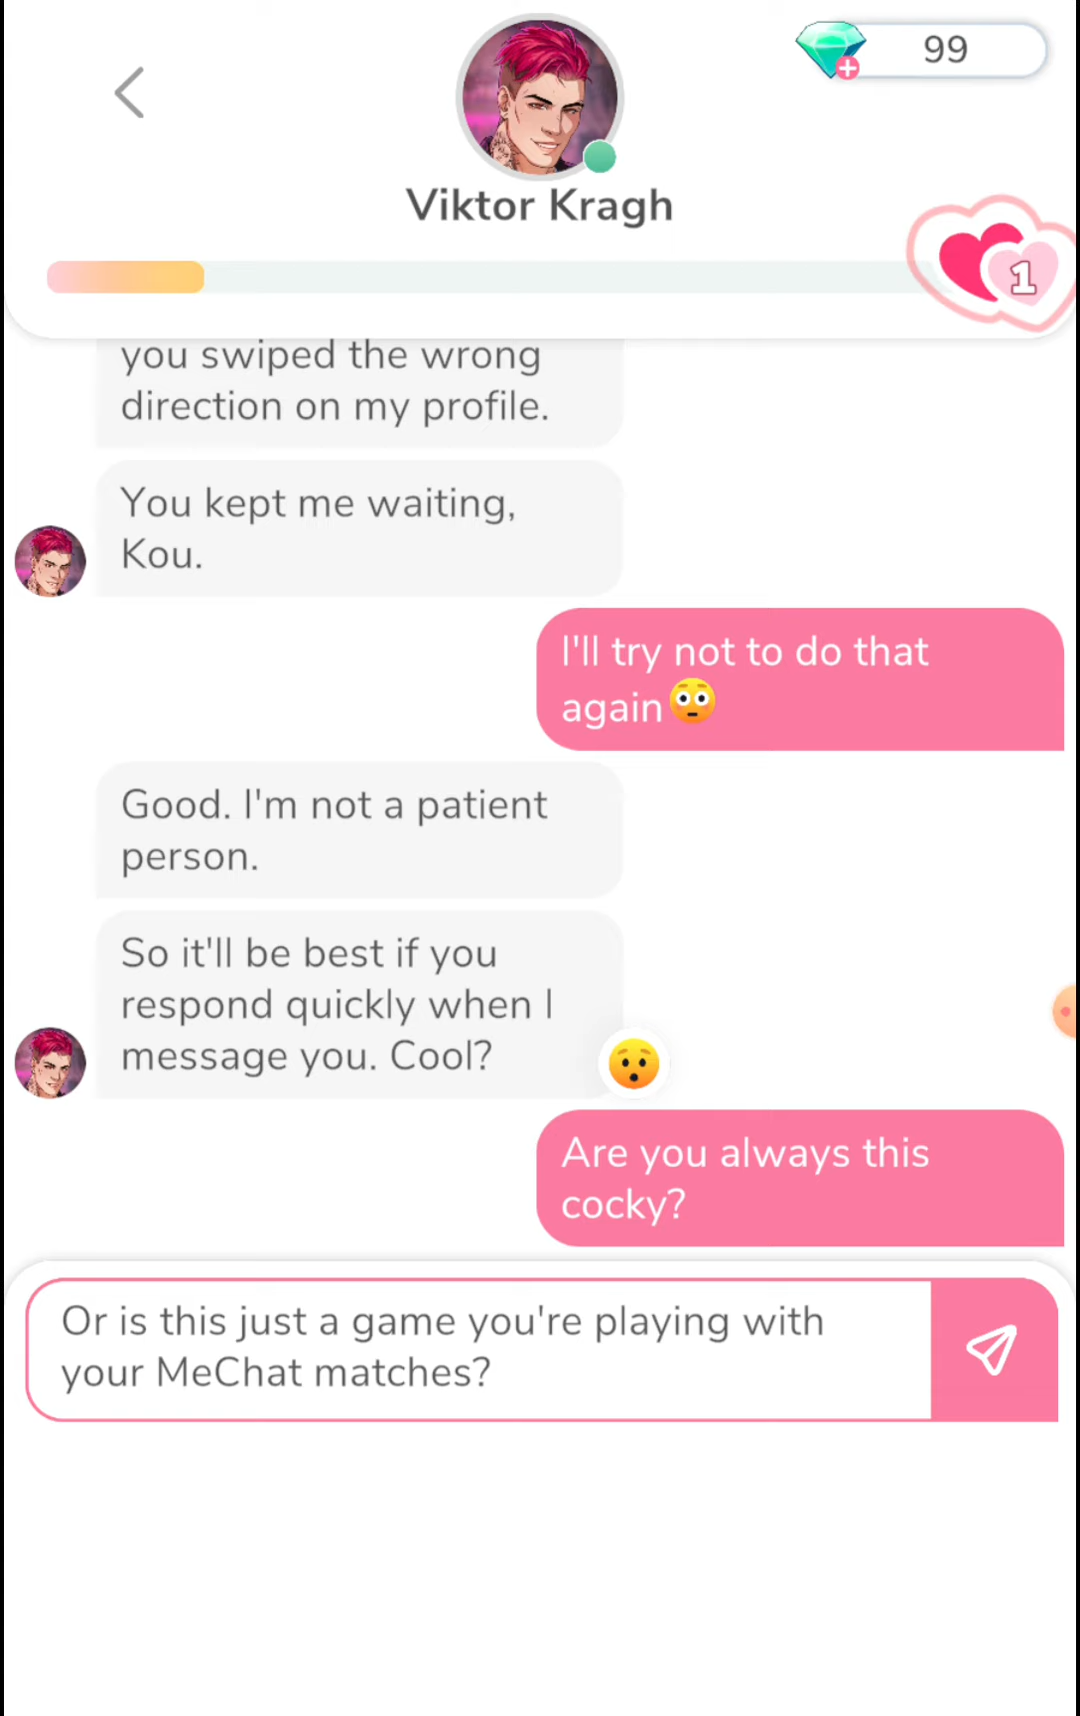 99
Viktor Kragh
1
you swiped the wrong
direction on my profile.
You kept me waiting,
Kou.
I'll try not to do that
again😳
Good. I'm not a patient
person.
So it'll be best if you
respond quickly when I
message you. Cool?
😯
Are you always this
cocky?
Or is this just a game you're playing with
your MeChat matches?